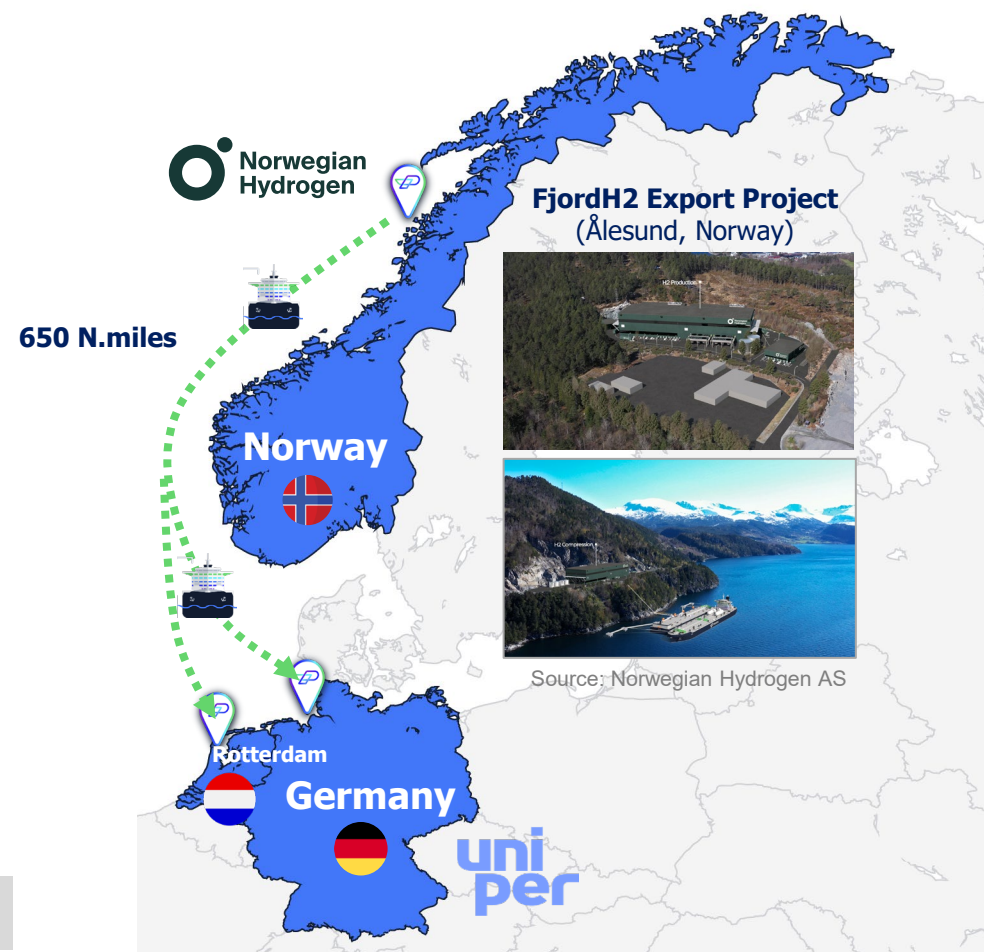 Norwegian
Hydrogen
FjordH2 Export Project
(Ålesund, Norway)
H2 Production
650 N.miles
Norway
H2 Compression
Source: Norwegian Hydrogen AS
Rotterdam
Germany
uni
per